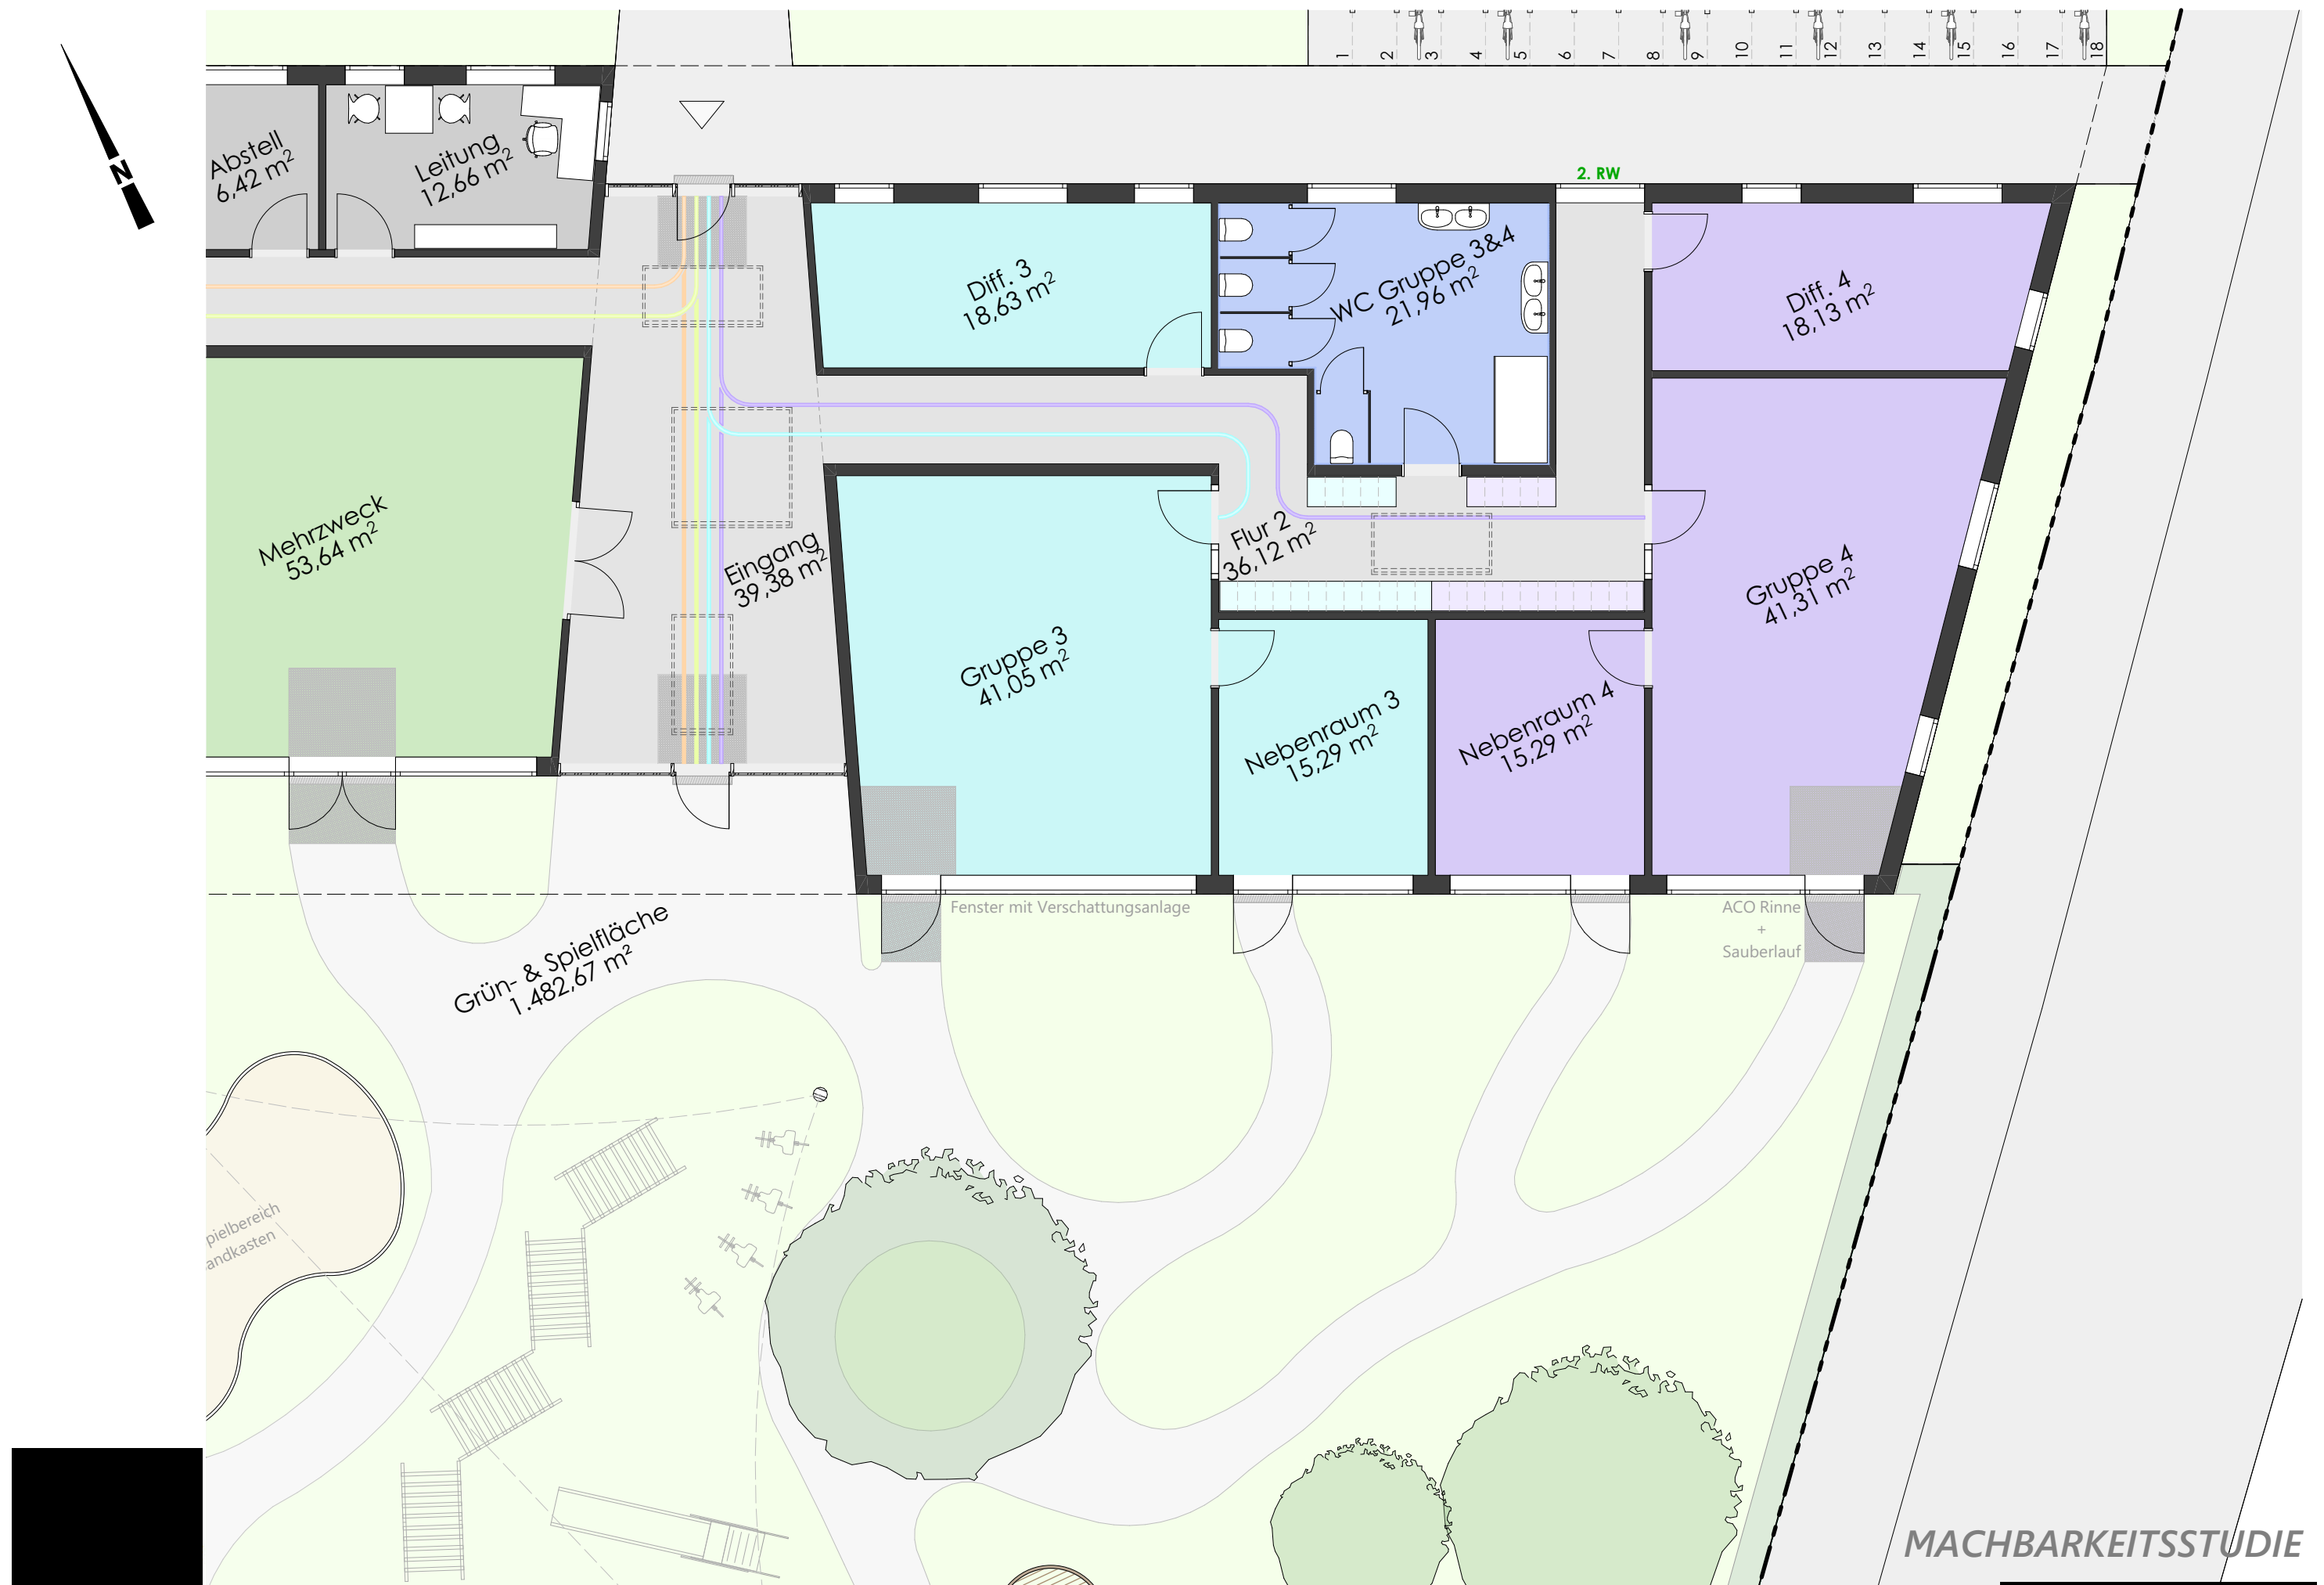 1 2 3 4 5 6 7 8 9 10 11 12 13 14 15 16 17 18
N
Abstell
6,42 m²
Leitung
12,66 m²
2. RW
Diff. 3
18,63 m²
WC Gruppe 3&4
21,96 m²
Diff. 4
18,13 m²
Mehrzweck
53,64 m²
Eingang
39,38 m²
Flur 2
36,12 m²
Gruppe 3
41,05 m²
Gruppe 4
41,31 m²
Nebenraum 3
15,29 m²
Nebenraum 4
15,29 m²
Fenster mit Verschattungsanlage
ACO Rinne
+
Sauberlauf
Grün- & Spielfläche
1.482,67 m²
pielbereich
andkasten
MACHBARKEITSSTUDIE